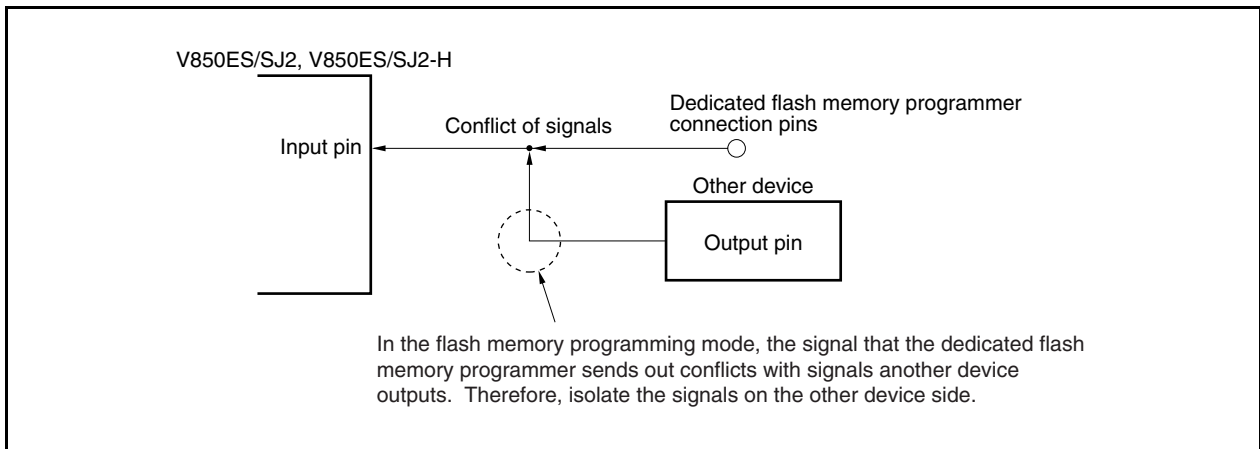 V850ES/SJ2, V850ES/SJ2-H
Dedicated flash memory programmer
connection pins
Conflict of signals
Input pin
Other device
Output pin
In the flash memory programming mode, the signal that the dedicated flash
memory programmer sends out conflicts with signals another device
outputs.  Therefore, isolate the signals on the other device side.